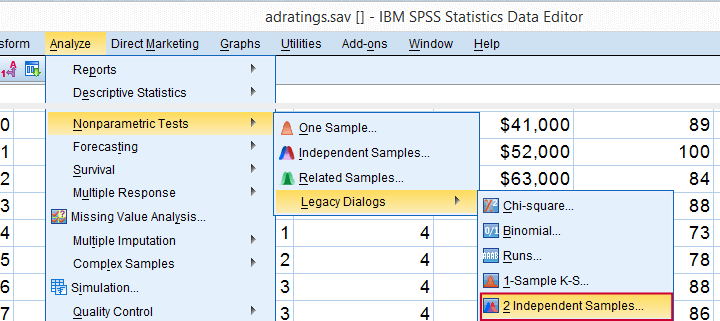 adratings.sav [] - IBM SPSS Statistics Data Editor
sform Analyze Direct Marketing Graphs Utilities Add-ons Window Help
Reports
Descriptive Statistics
0 Nonparametric Tests One Sample... $41,000 89
1 Forecasting Independent Samples... $52,000 100
2 Survival Related Samples... $63,000 84
3 Multiple Response Legacy Dialogs Chi-square... 88
Missing Value Analysis...
4 Multiple Imputation 1 4 Binomial... 73
5 Complex Samples 2 4 Runs... 78
6 Simulation... 3 4 1-Sample K-S... 88
7 Quality Control 4 4 2 Independent Samples... 86